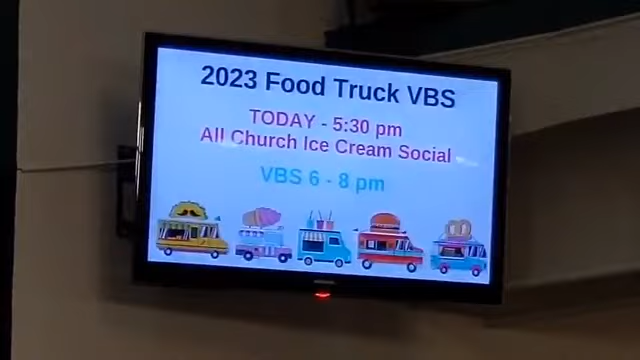 2023 Food Truck VBS
TODAY - 5:30 pm
All Church Ice Cream Social
VBS 6 - 8 pm